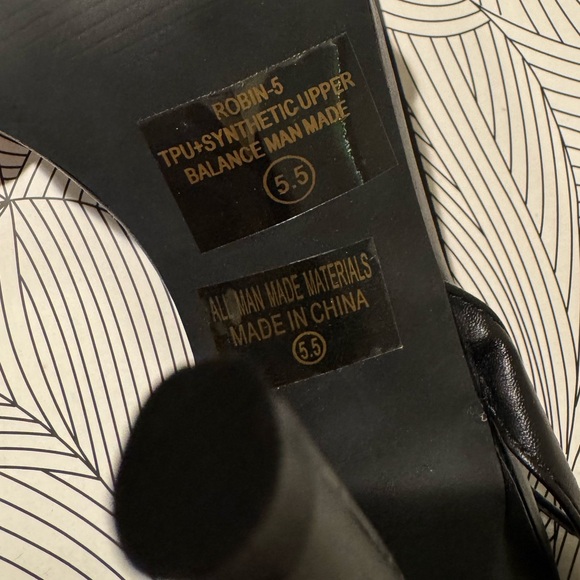 ROBIN-5
TPU+SYNTHETIC UPPER
BALANCE MAN MADE
5.5
ALL MAN MADE MATERIALS
MADE IN CHINA
5.5